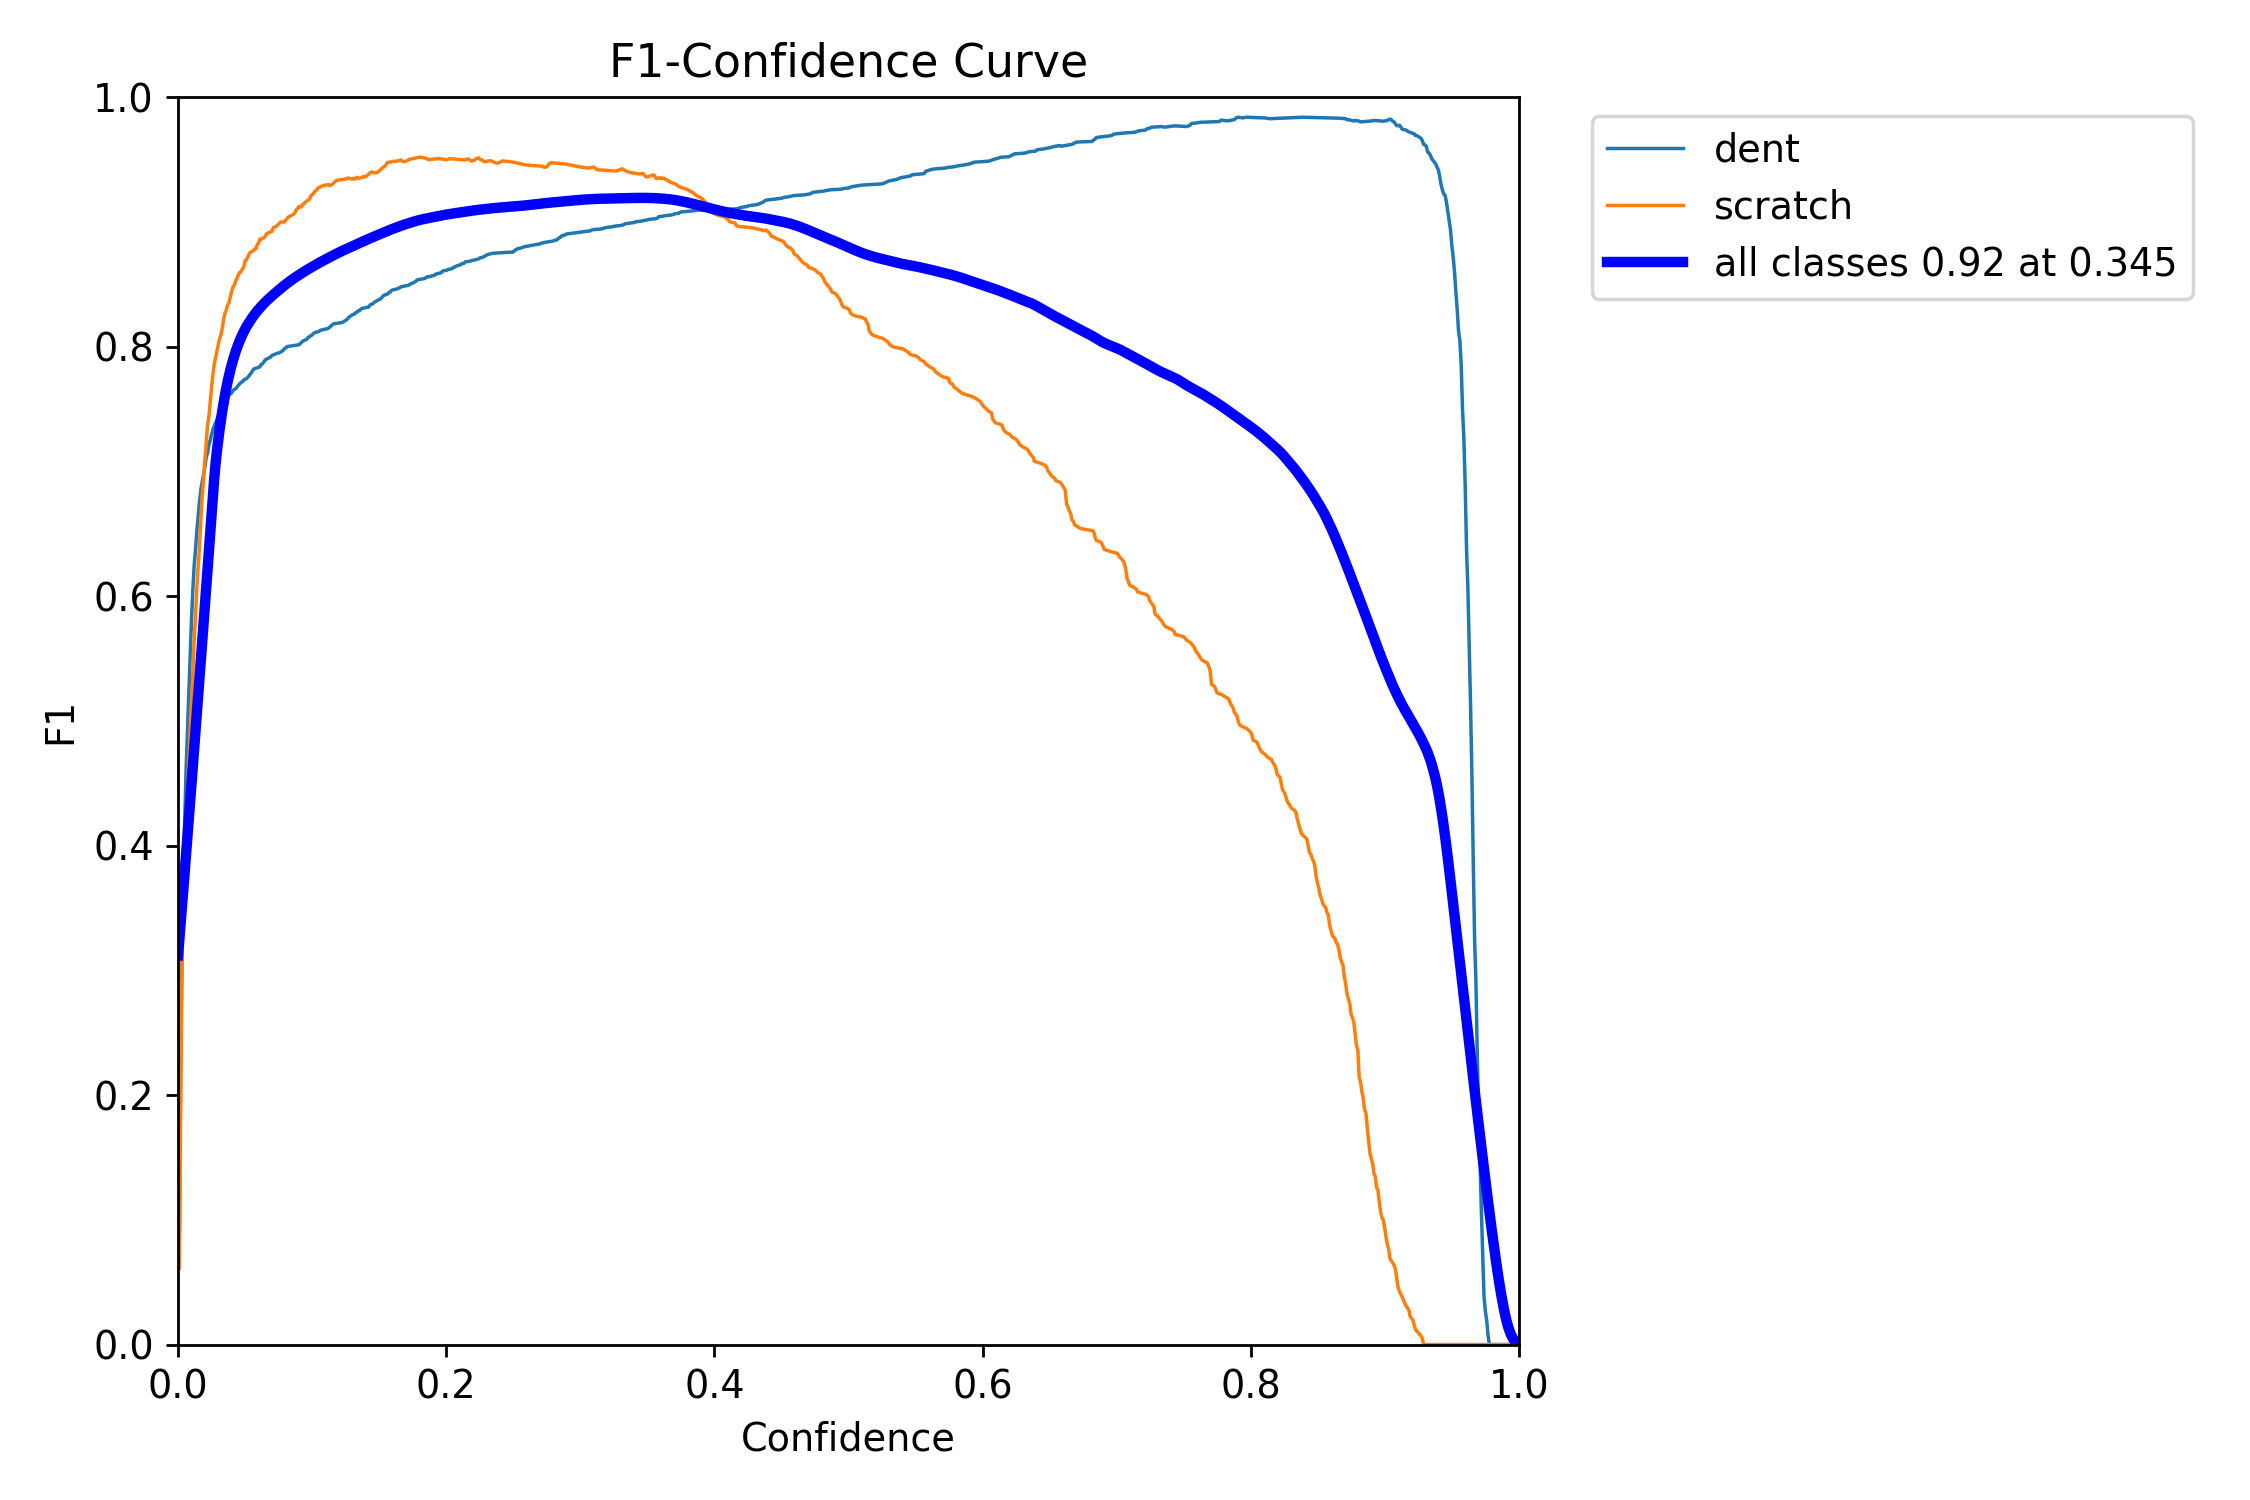 F1-Confidence Curve
1.0
0.8
0.6
0.4
0.2
0.0
F1
0.0 0.2 0.4 0.6 0.8 1.0
Confidence
dent
scratch
all classes 0.92 at 0.345